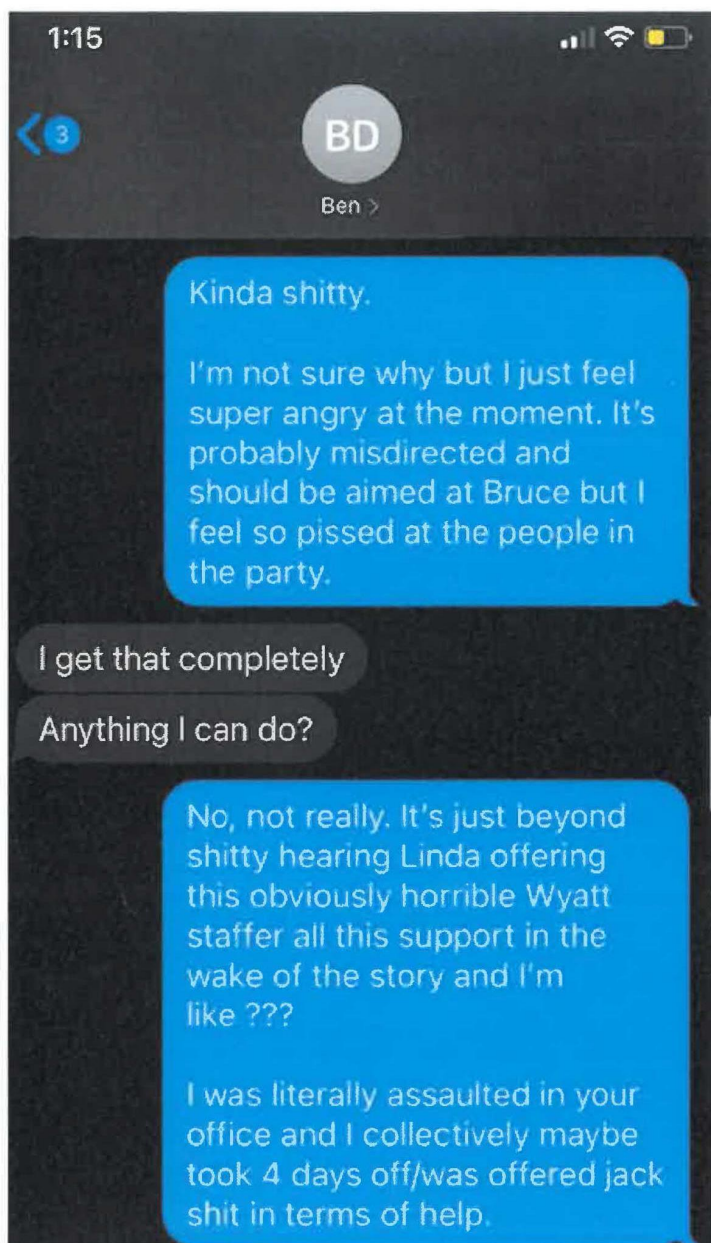 1:15
3
BD
Ben >
Kinda shitty.
I'm not sure why but I just feel
super angry at the moment. It's
probably misdirected and
should be aimed at Bruce but I
feel so pissed at the people in
the party.
I get that completely
Anything I can do?
No, not really. It's just beyond
shitty hearing Linda offering
this obviously horrible Wyatt
staffer all this support in the
wake of the story and I'm
like ???
I was literally assaulted in your
office and I collectively maybe
took 4 days off/was offered jack
shit in terms of help.